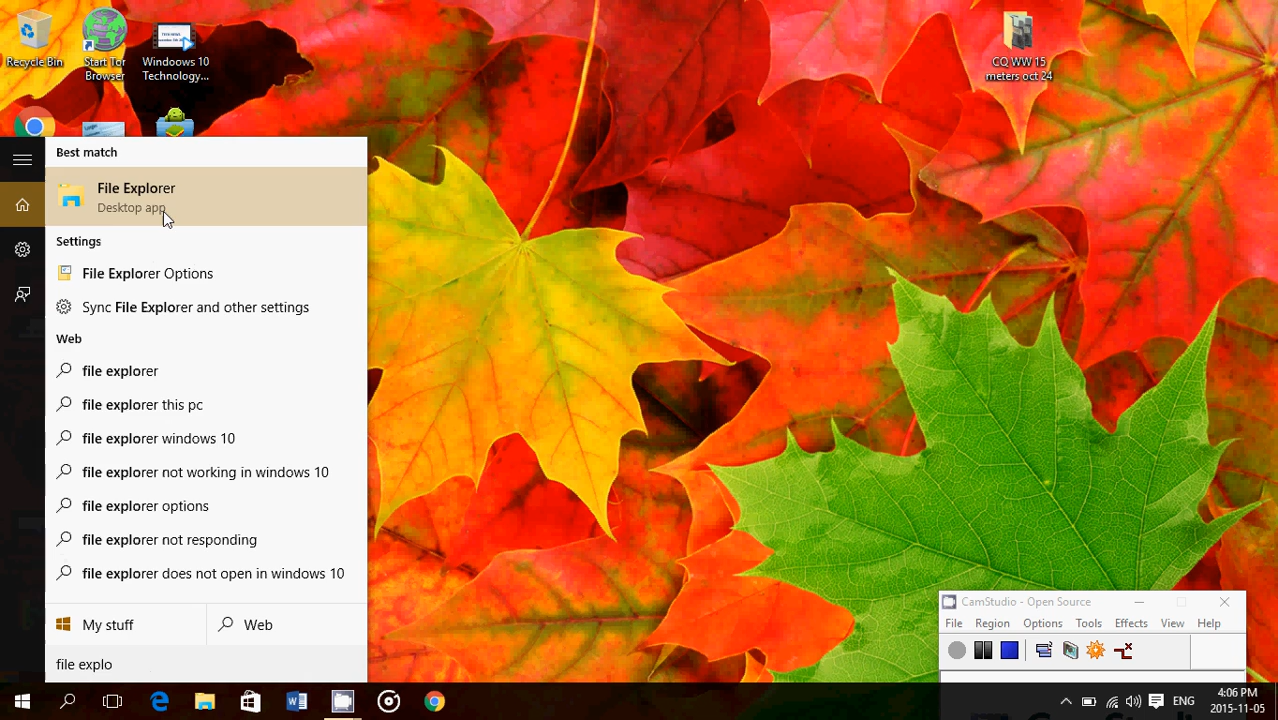 Recycle Bin
Start Tor
Browser
Windoows 10
Technology...
CQ WW 15
meters oct 24
Best match
File Explorer
Desktop app
Settings
File Explorer Options
Sync File Explorer and other settings
Web
file explorer
file explorer this pc
file explorer windows 10
file explorer not working in windows 10
file explorer options
file explorer not responding
file explorer does not open in windows 10
My stuff
Web
file explo
CamStudio - Open Source
File Region Options Tools Effects View Help
ENG
4:06 PM
2015-11-05